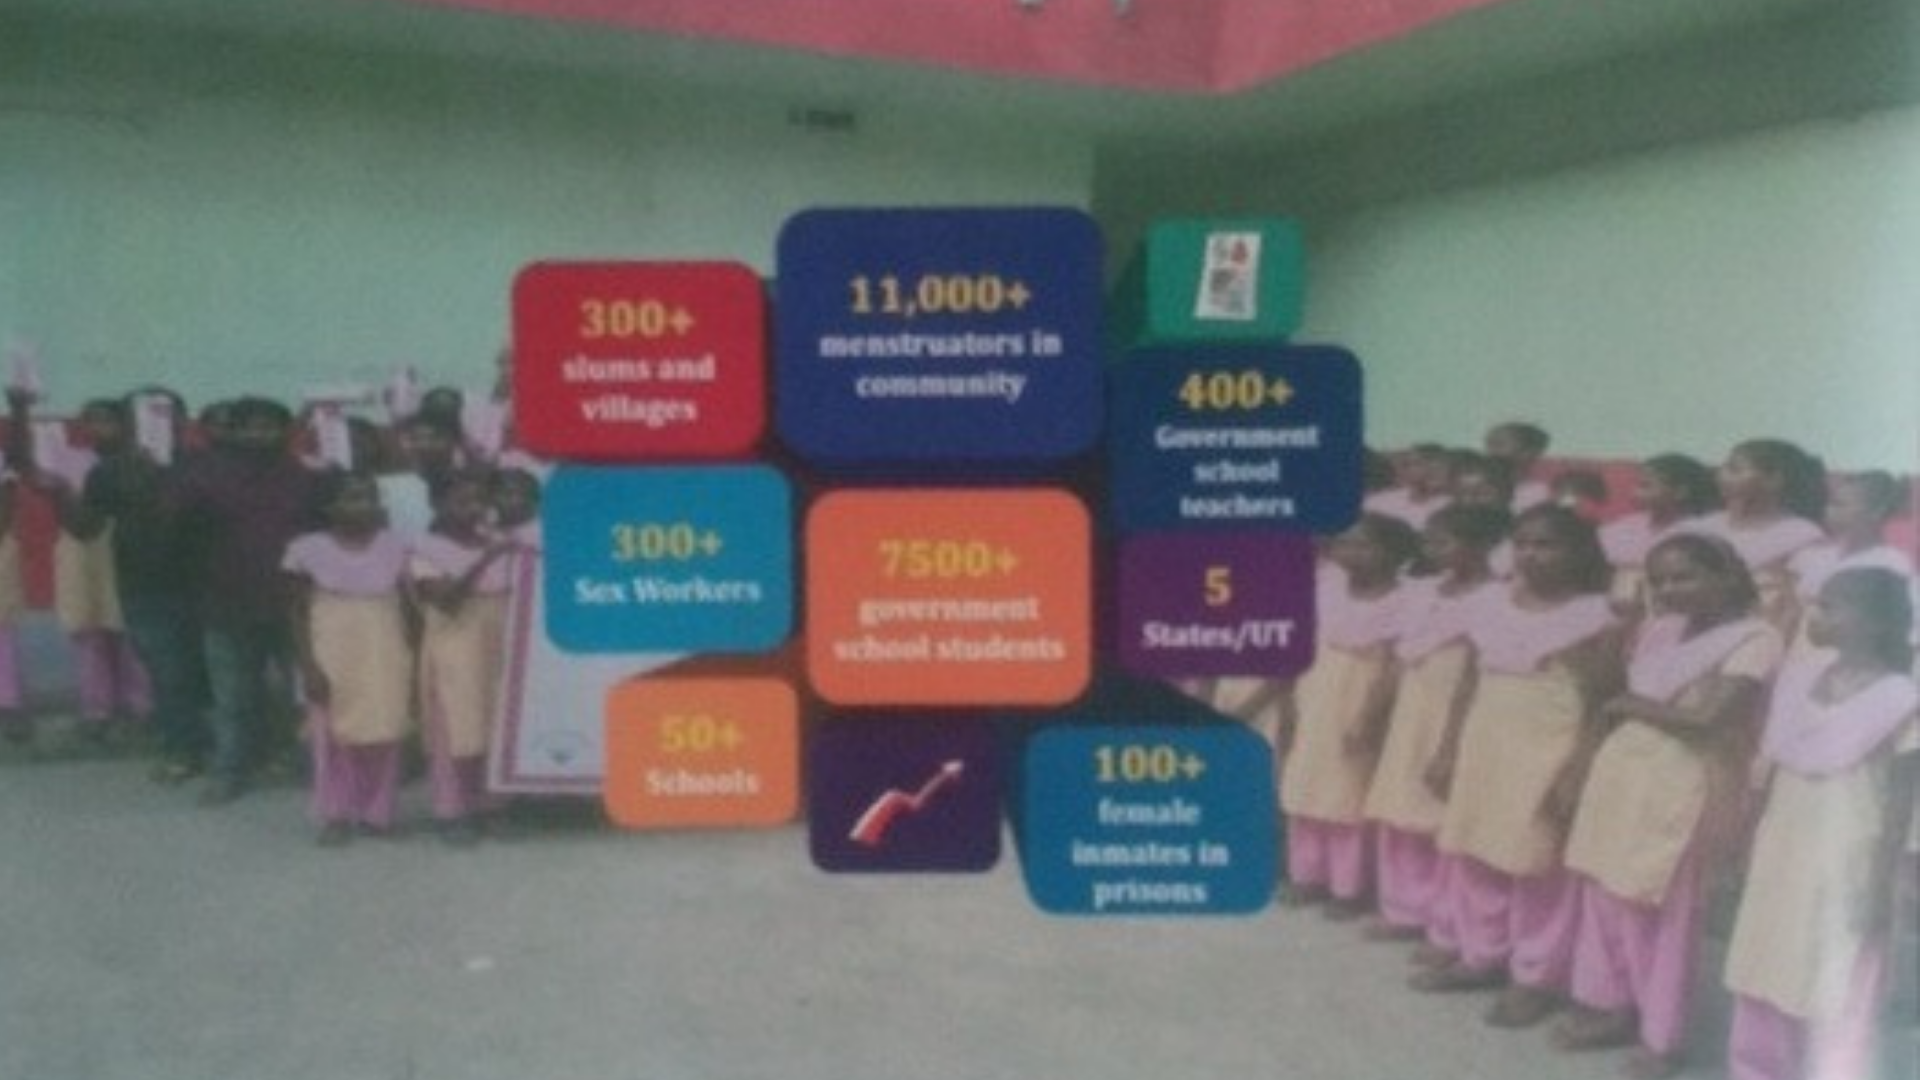 300+
slums and
villages
11,000+
menstruators in
community
400+
Government
school
teachers
300+
Sex Workers
7500+
government
school students
5
States/UT
50+
Schools
100+
female
inmates in
prisons